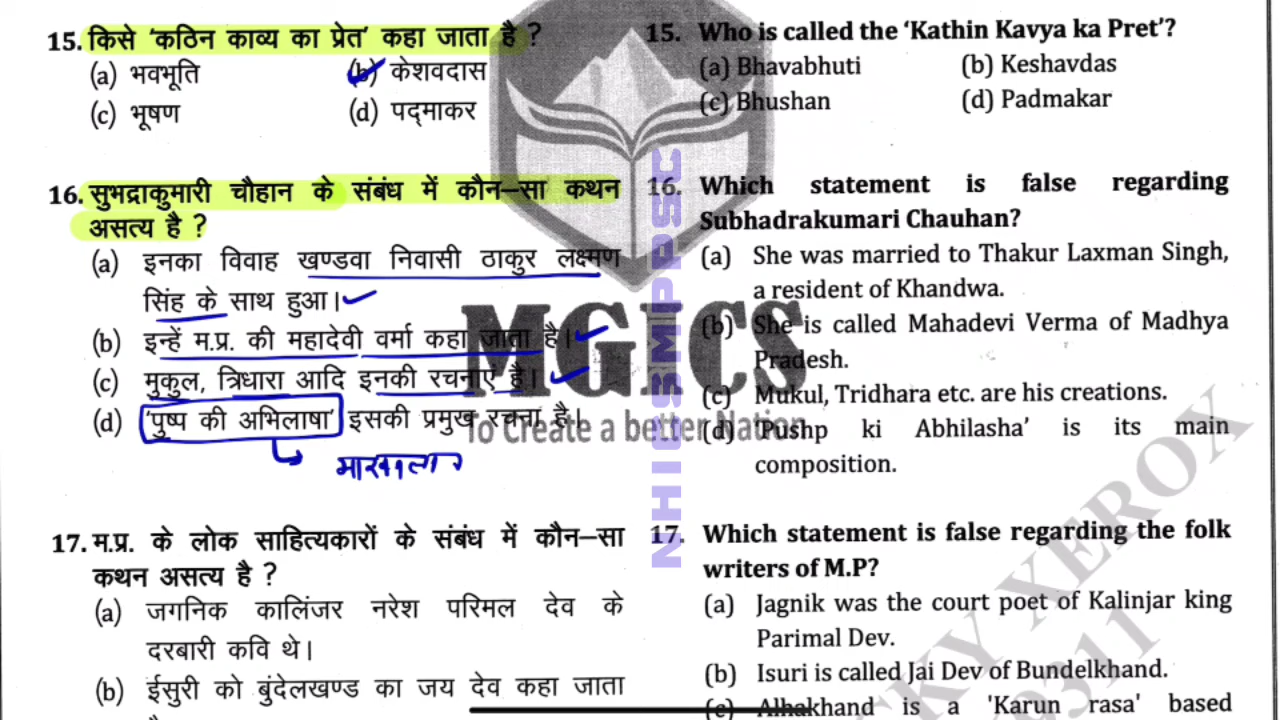 15. किसे 'कठिन काव्य का प्रेत' कहा जाता है ?
(a) भवभूति (b) केशवदास
(c) भूषण (d) पद्माकर
16. सुभद्राकुमारी चौहान के संबंध में कौन–सा कथन
असत्य है ?
(a) इनका विवाह खण्डवा निवासी ठाकुर लक्ष्मण
सिंह के साथ हुआ।
(b) इन्हें म.प्र. की महादेवी वर्मा कहा जाता है।
(c) मुकुल, त्रिधारा आदि इनकी रचनाएं है।
(d) 'पुष्प की अभिलाषा' इसकी प्रमुख रचना है।
17. म.प्र. के लोक साहित्यकारों के संबंध में कौन–सा
कथन असत्य है ?
(a) जगनिक कालिंजर नरेश परिमल देव के
दरबारी कवि थे।
(b) ईसुरी को बुंदेलखण्ड का जय देव कहा जाता
15. Who is called the 'Kathin Kavya ka Pret'?
(a) Bhavabhuti (b) Keshavdas
(c) Bhushan (d) Padmakar
16. Which statement is false regarding
Subhadrakumari Chauhan?
(a) She was married to Thakur Laxman Singh,
a resident of Khandwa.
(b) She is called Mahadevi Verma of Madhya
Pradesh.
(c) Mukul, Tridhara etc. are his creations.
(d) 'Pushp ki Abhilasha' is its main
composition.
17. Which statement is false regarding the folk
writers of M.P?
(a) Jagnik was the court poet of Kalinjar king
Parimal Dev.
(b) Isuri is called Jai Dev of Bundelkhand.
(c) Alhakhand is a 'Karun rasa' based
MGICS
To Create a better Nation
NHICSMPPSC
XEROX